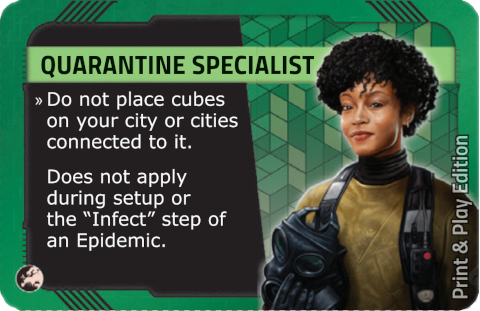 QUARANTINE SPECIALIST
» Do not place cubes
on your city or cities
connected to it.
Does not apply
during setup or
the “Infect” step of
an Epidemic.
Print & Play Edition